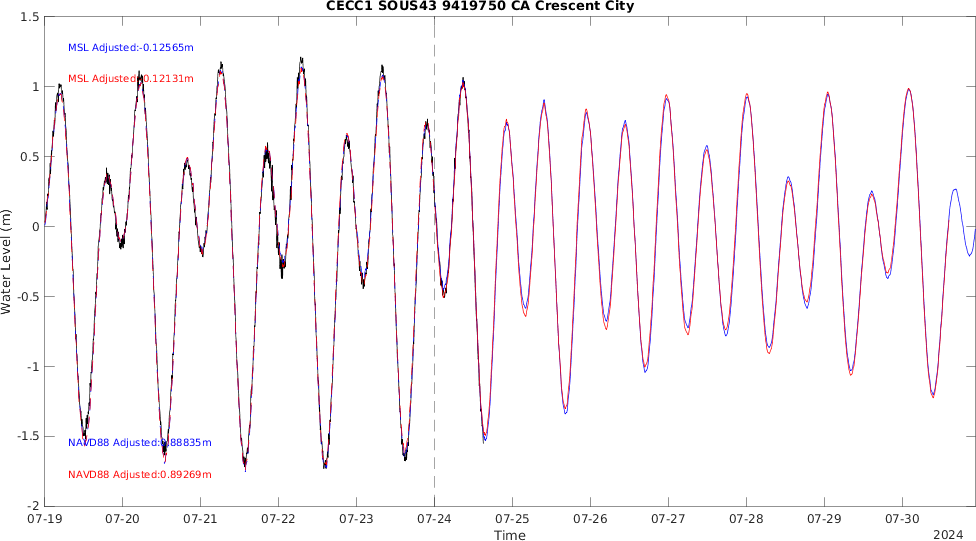 CECC1 SOUS43 9419750 CA Crescent City
1.5
MSL Adjusted:-0.12565m
MSL Adjusted:-0.12131m
1
0.5
0
-0.5
-1
-1.5
-2
Water Level (m)
NAVD88 Adjusted:0.88835m
NAVD88 Adjusted:0.89269m
07-19 07-20 07-21 07-22 07-23 07-24 07-25 07-26 07-27 07-28 07-29 07-30
Time
2024